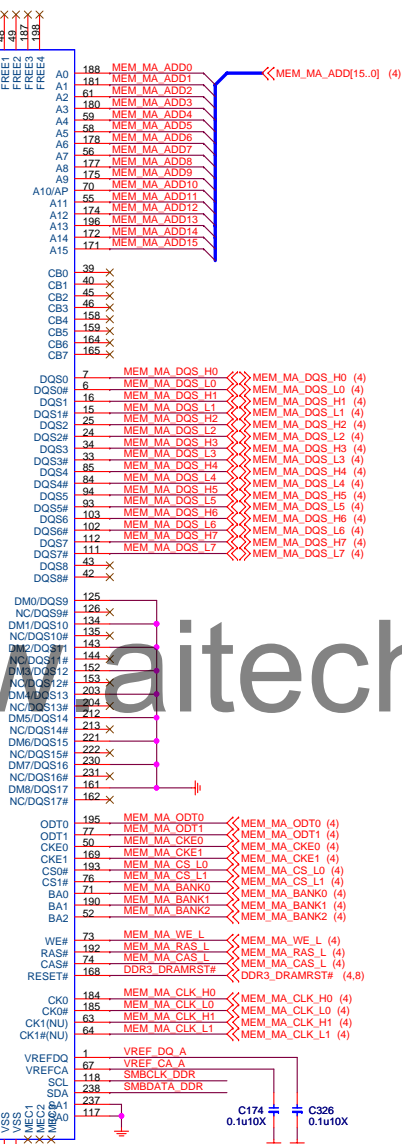 48 49 187 198
FREE1 FREE2 FREE3 FREE4
A0 188 MEM_MA_ADD0 MEM_MA_ADD[15..0] (4)
A1 181 MEM_MA_ADD1
A2 61 MEM_MA_ADD2
A3 180 MEM_MA_ADD3
A4 59 MEM_MA_ADD4
A5 58 MEM_MA_ADD5
A6 178 MEM_MA_ADD6
A7 56 MEM_MA_ADD7
A8 177 MEM_MA_ADD8
A9 175 MEM_MA_ADD9
A10/AP 70 MEM_MA_ADD10
A11 55 MEM_MA_ADD11
A12 174 MEM_MA_ADD12
A13 196 MEM_MA_ADD13
A14 172 MEM_MA_ADD14
A15 171 MEM_MA_ADD15
CB0 39
CB1 40
CB2 45
CB3 46
CB4 158
CB5 159
CB6 164
CB7 165
DQS0 7 MEM_MA_DQS_H0 MEM_MA_DQS_H0 (4)
DQS0# 6 MEM_MA_DQS_L0 MEM_MA_DQS_L0 (4)
DQS1 16 MEM_MA_DQS_H1 MEM_MA_DQS_H1 (4)
DQS1# 15 MEM_MA_DQS_L1 MEM_MA_DQS_L1 (4)
DQS2 25 MEM_MA_DQS_H2 MEM_MA_DQS_H2 (4)
DQS2# 24 MEM_MA_DQS_L2 MEM_MA_DQS_L2 (4)
DQS3 34 MEM_MA_DQS_H3 MEM_MA_DQS_H3 (4)
DQS3# 33 MEM_MA_DQS_L3 MEM_MA_DQS_L3 (4)
DQS4 85 MEM_MA_DQS_H4 MEM_MA_DQS_H4 (4)
DQS4# 84 MEM_MA_DQS_L4 MEM_MA_DQS_L4 (4)
DQS5 94 MEM_MA_DQS_H5 MEM_MA_DQS_H5 (4)
DQS5# 93 MEM_MA_DQS_L5 MEM_MA_DQS_L5 (4)
DQS6 103 MEM_MA_DQS_H6 MEM_MA_DQS_H6 (4)
DQS6# 102 MEM_MA_DQS_L6 MEM_MA_DQS_L6 (4)
DQS7 112 MEM_MA_DQS_H7 MEM_MA_DQS_H7 (4)
DQS7# 111 MEM_MA_DQS_L7 MEM_MA_DQS_L7 (4)
DQS8 43
DQS8# 42
DM0/DQS9 125
NC/DQS9# 126
DM1/DQS10 134
NC/DQS10# 135
DM2/DQS11 143
NC/DQS11# 144
DM3/DQS12 152
NC/DQS12# 153
DM4/DQS13 203
NC/DQS13# 204
DM5/DQS14 212
NC/DQS14# 213
DM6/DQS15 221
NC/DQS15# 222
DM7/DQS16 230
NC/DQS16# 231
DM8/DQS17 161
NC/DQS17# 162
w.aitech
ODT0 195 MEM_MA_ODT0 MEM_MA_ODT0 (4)
ODT1 77 MEM_MA_ODT1 MEM_MA_ODT1 (4)
CKE0 50 MEM_MA_CKE0 MEM_MA_CKE0 (4)
CKE1 169 MEM_MA_CKE1 MEM_MA_CKE1 (4)
CS0# 193 MEM_MA_CS_L0 MEM_MA_CS_L0 (4)
CS1# 76 MEM_MA_CS_L1 MEM_MA_CS_L1 (4)
BA0 71 MEM_MA_BANK0 MEM_MA_BANK0 (4)
BA1 190 MEM_MA_BANK1 MEM_MA_BANK1 (4)
BA2 52 MEM_MA_BANK2 MEM_MA_BANK2 (4)
WE# 73 MEM_MA_WE_L MEM_MA_WE_L (4)
RAS# 192 MEM_MA_RAS_L MEM_MA_RAS_L (4)
CAS# 74 MEM_MA_CAS_L MEM_MA_CAS_L (4)
RESET# 168 DDR3_DRAMRST# DDR3_DRAMRST# (4,8)
CK0 184 MEM_MA_CLK_H0 MEM_MA_CLK_H0 (4)
CK0# 185 MEM_MA_CLK_L0 MEM_MA_CLK_L0 (4)
CK1(NU) 63 MEM_MA_CLK_H1 MEM_MA_CLK_H1 (4)
CK1#(NU) 64 MEM_MA_CLK_L1 MEM_MA_CLK_L1 (4)
VREFDQ 1 VREF_DQ_A
VREFCA 67 VREF_CA_A
SCL 118 SMBCLK_DDR
SDA 238 SMBDATA_DDR
SA1 237
SA0 117
C174 C326
0.1u10X 0.1u10X
VSS VSS MEC1 MEC2 MEC3